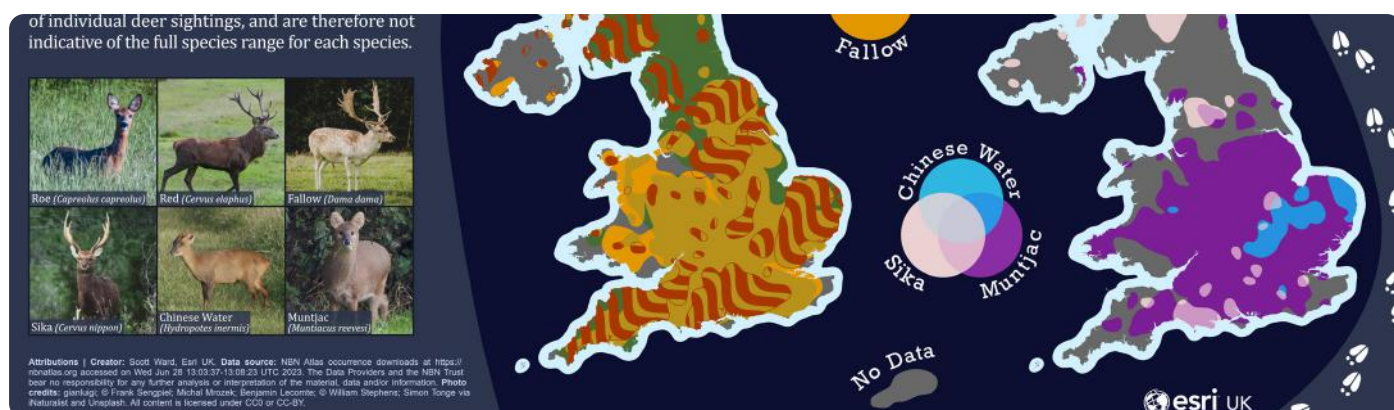 of individual deer sightings, and are therefore not
indicative of the full species range for each species.
Roe (Capreolus capreolus)
Red (Cervus elaphus)
Fallow (Dama dama)
Sika (Cervus nippon)
Chinese Water
(Hydropotes inermis)
Muntjac
(Muntiacus reevesi)
Attributions | Creator: Scott Ward, Esri UK. Data source: NBN Atlas occurrence downloads at https://
nbnatlas.org accessed on Wed Jun 28 13:03:37-13:08:23 UTC 2023. The Data Providers and the NBN Trust
bear no responsibility for any further analysis or interpretation of the material, data and/or information. Photo
credits: gianluigi; © Frank Sengpiel; Michal Mrozek; Benjamin Lecomte; © William Stephens; Simon Tonge via
iNaturalist and Unsplash. All content is licensed under CC0 or CC-BY.
Fallow
Chinese Water
Sika
Muntjac
No Data
esri UK